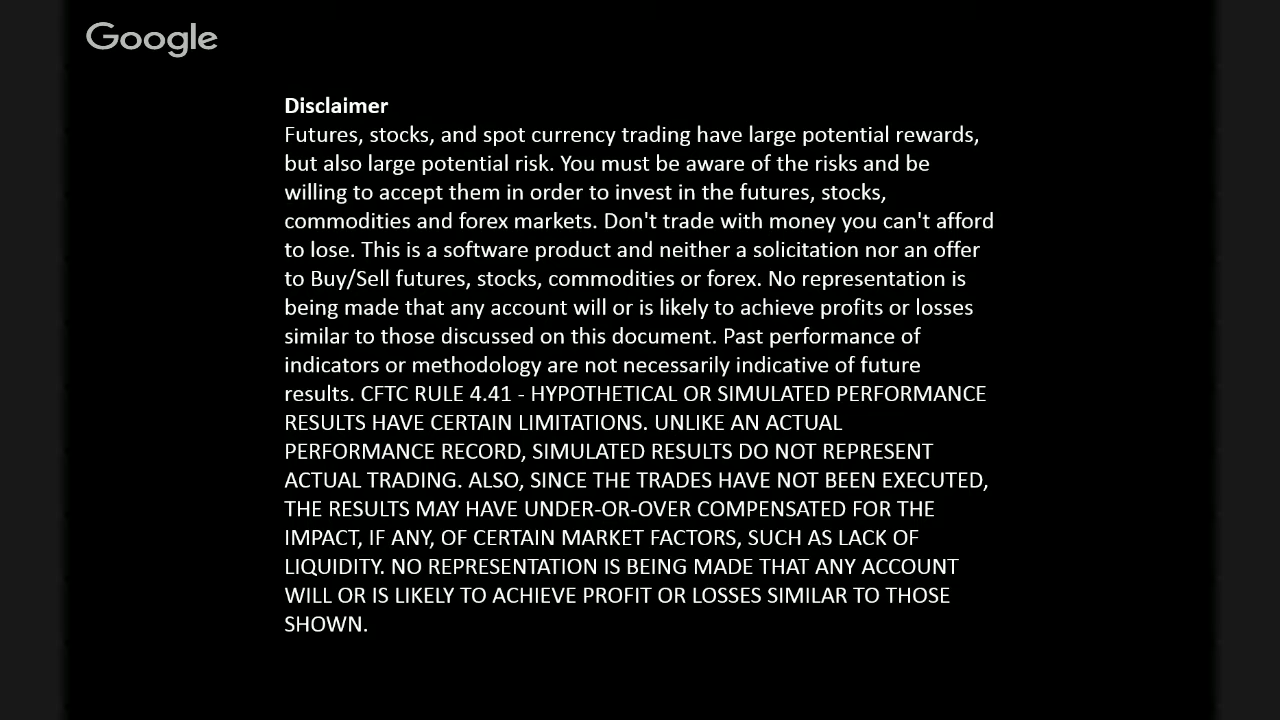 Google
Disclaimer
Futures, stocks, and spot currency trading have large potential rewards,
but also large potential risk. You must be aware of the risks and be
willing to accept them in order to invest in the futures, stocks,
commodities and forex markets. Don't trade with money you can't afford
to lose. This is a software product and neither a solicitation nor an offer
to Buy/Sell futures, stocks, commodities or forex. No representation is
being made that any account will or is likely to achieve profits or losses
similar to those discussed on this document. Past performance of
indicators or methodology are not necessarily indicative of future
results. CFTC RULE 4.41 - HYPOTHETICAL OR SIMULATED PERFORMANCE
RESULTS HAVE CERTAIN LIMITATIONS. UNLIKE AN ACTUAL
PERFORMANCE RECORD, SIMULATED RESULTS DO NOT REPRESENT
ACTUAL TRADING. ALSO, SINCE THE TRADES HAVE NOT BEEN EXECUTED,
THE RESULTS MAY HAVE UNDER-OR-OVER COMPENSATED FOR THE
IMPACT, IF ANY, OF CERTAIN MARKET FACTORS, SUCH AS LACK OF
LIQUIDITY. NO REPRESENTATION IS BEING MADE THAT ANY ACCOUNT
WILL OR IS LIKELY TO ACHIEVE PROFIT OR LOSSES SIMILAR TO THOSE
SHOWN.